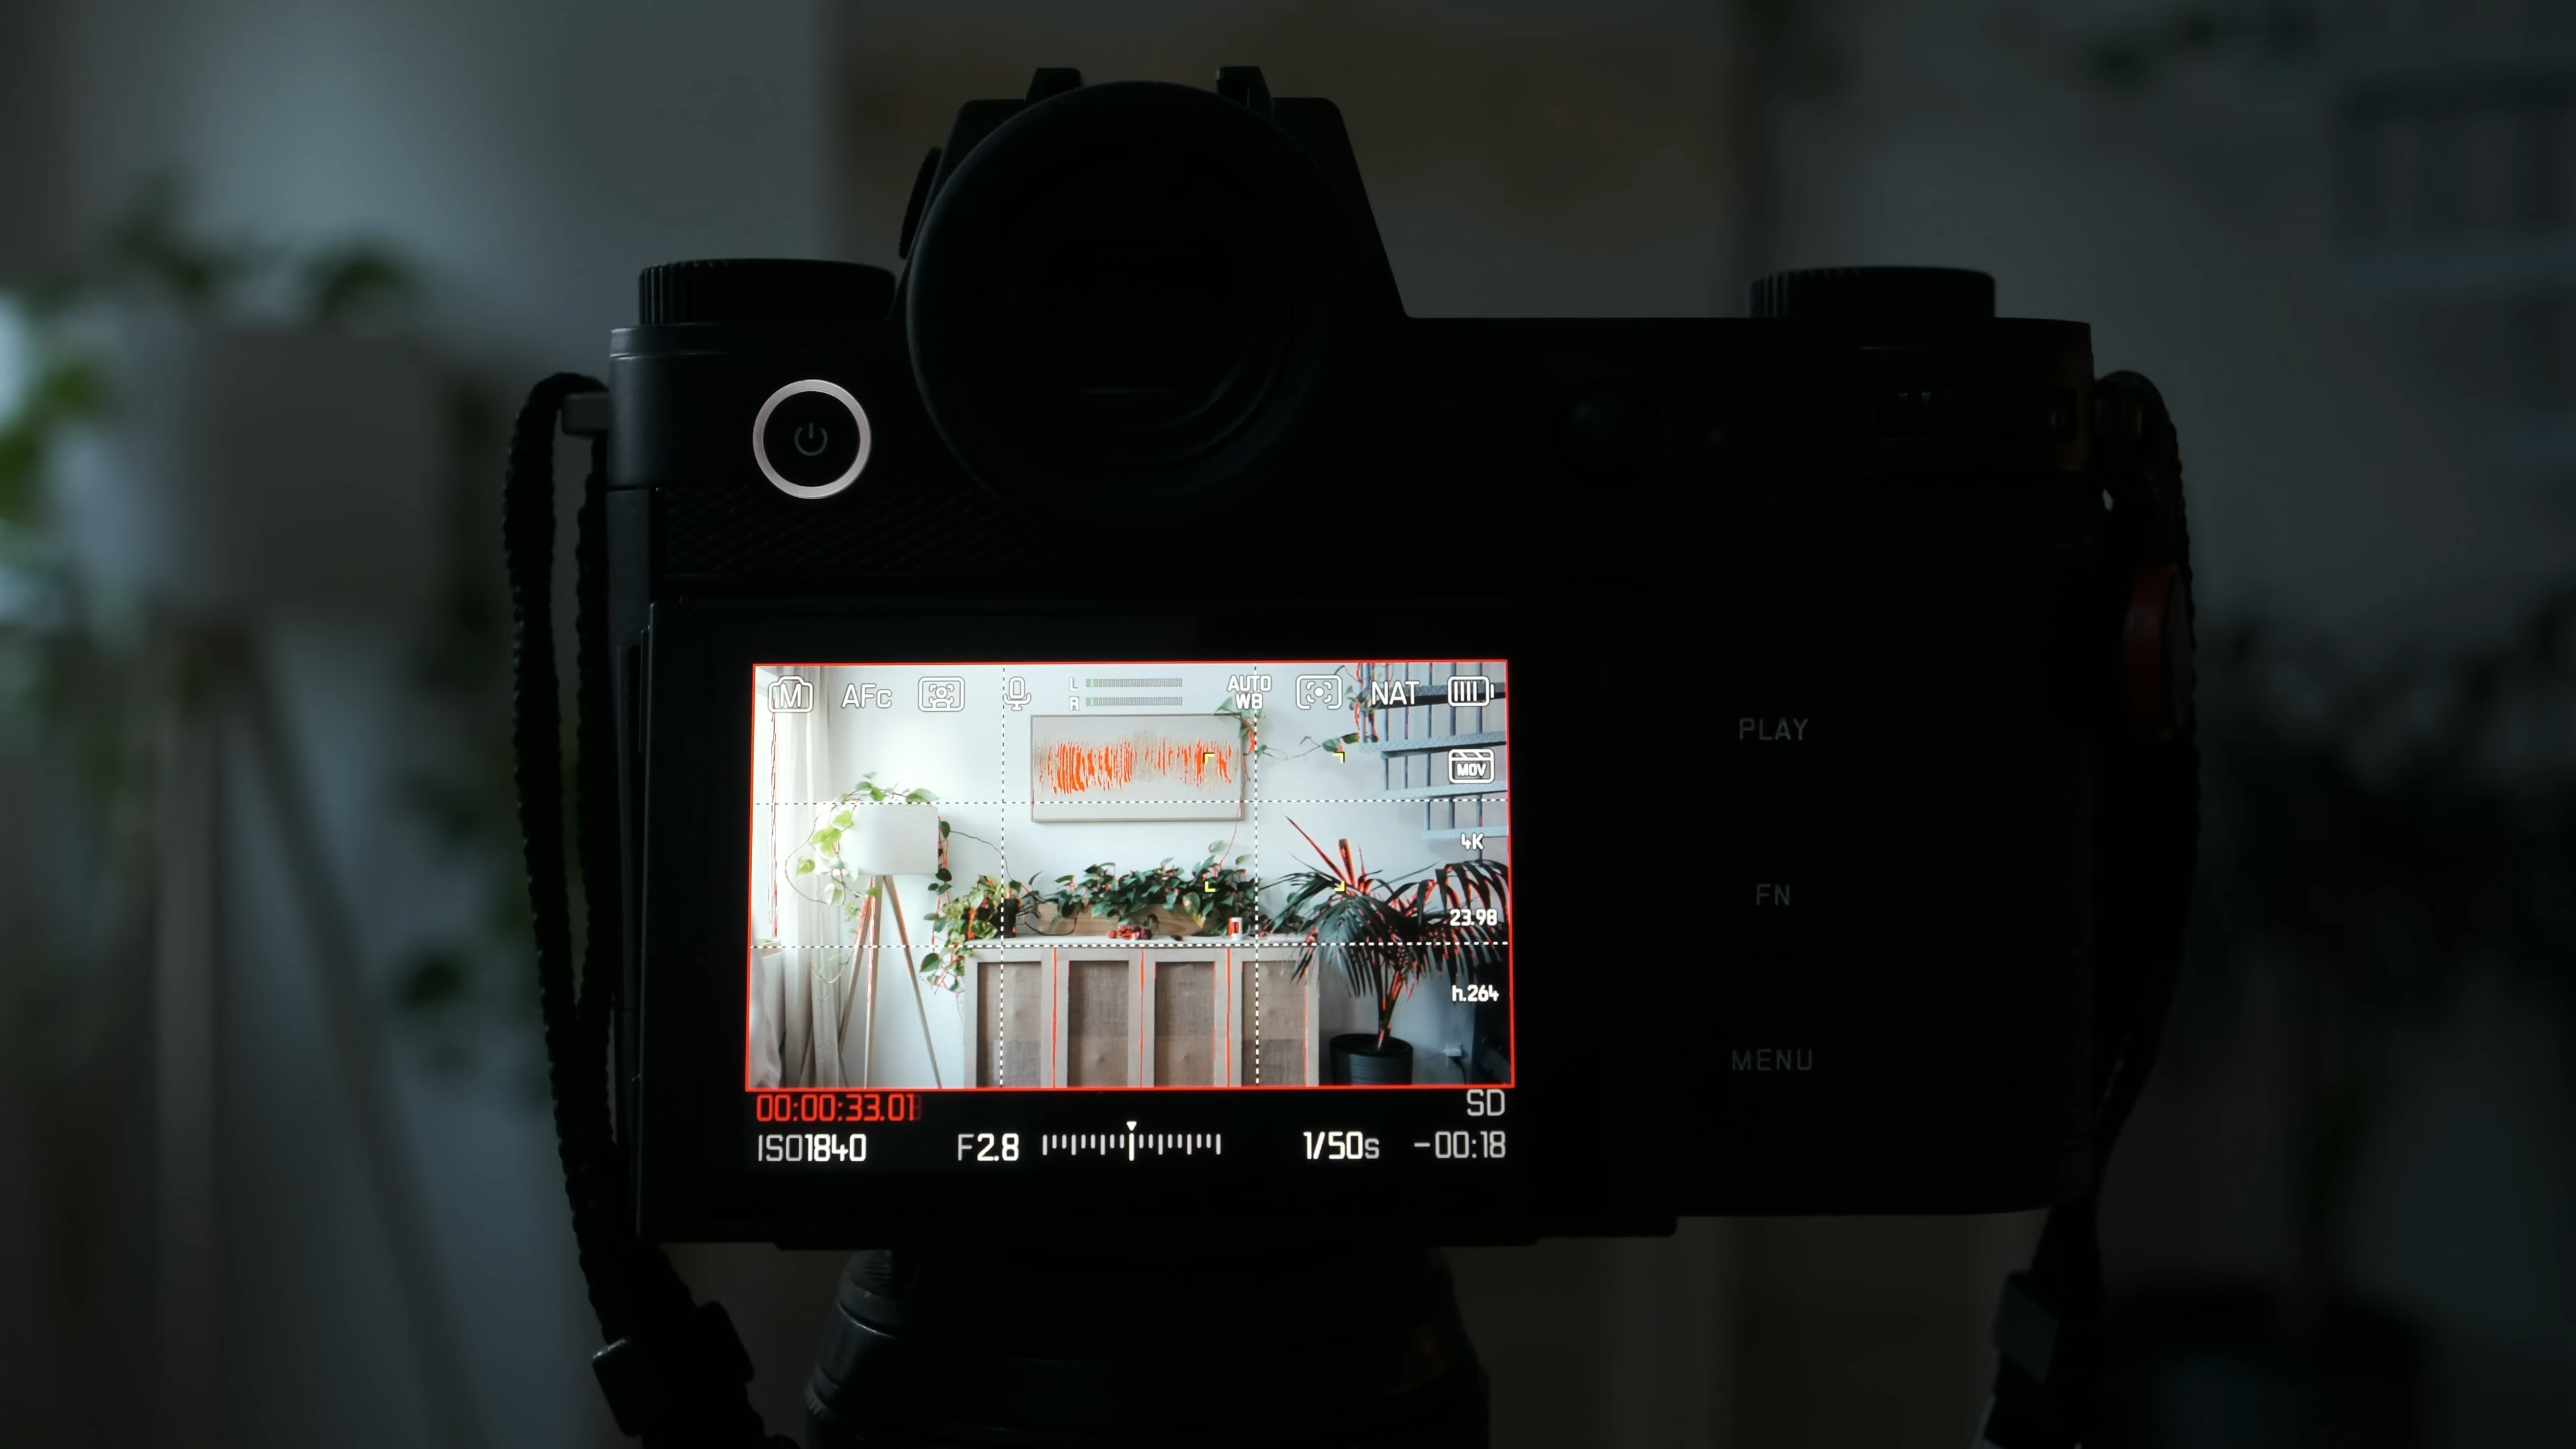 M AFc L R AUTO WB NAT
MOV
4K
23.98
h.264
00:00:33.01 SD
ISO1840 F2.8 1/50s -00:18
PLAY
FN
MENU